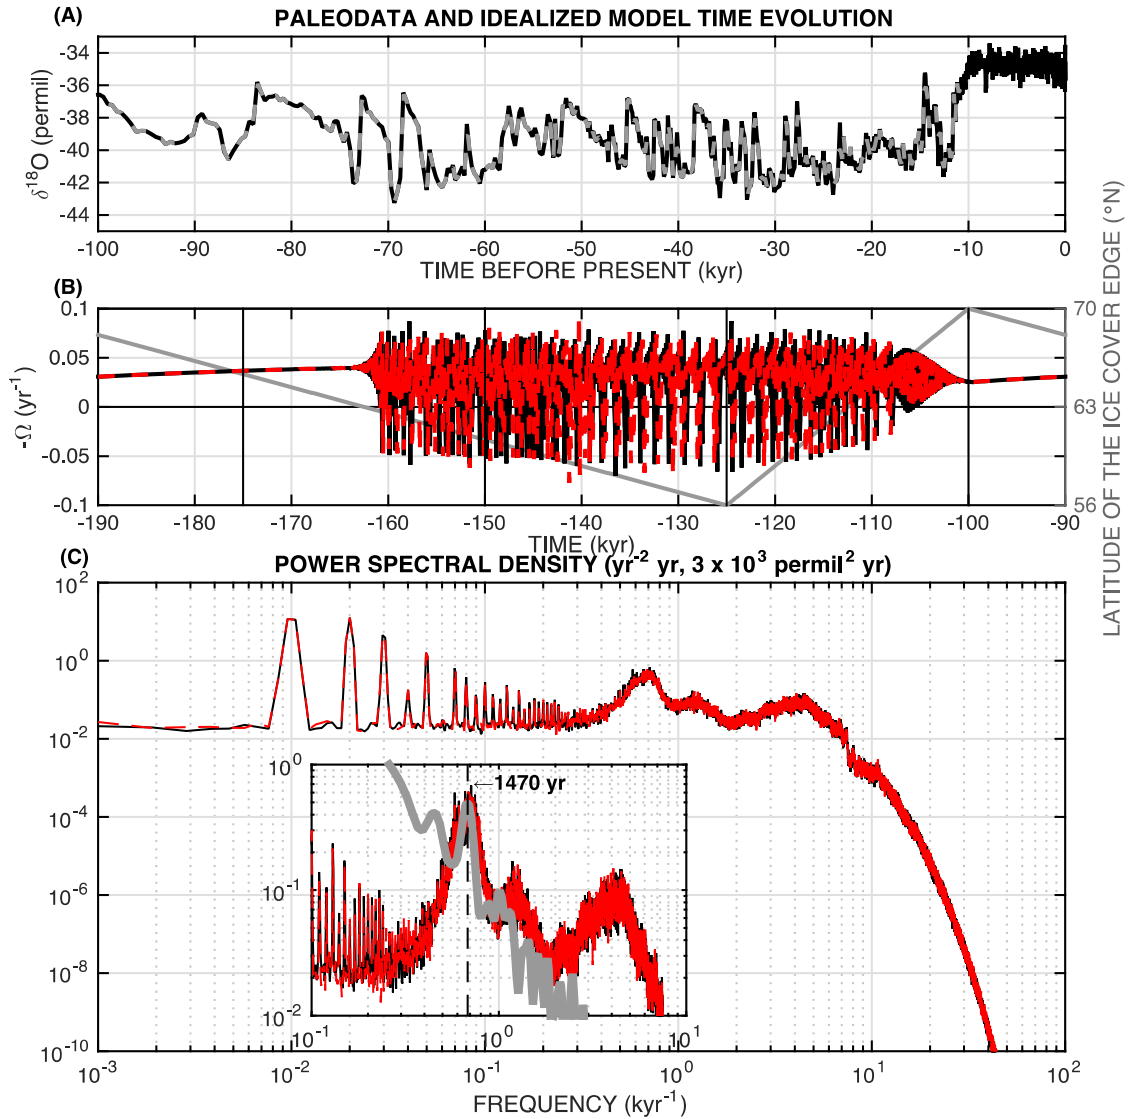 (A)
PALEODATA AND IDEALIZED MODEL TIME EVOLUTION
-34
-36
-38
-40
-42
-44
δ¹⁸O (permil)
-100 -90 -80 -70 -60 -50 -40 -30 -20 -10 0
TIME BEFORE PRESENT (kyr)
(B)
0.1
0.05
0
-0.05
-0.1
-Ω (yr⁻¹)
70
63
56
LATITUDE OF THE ICE COVER EDGE (°N)
-190 -180 -170 -160 -150 -140 -130 -120 -110 -100 -90
TIME (kyr)
(C)
POWER SPECTRAL DENSITY (yr⁻² yr, 3 x 10³ permil² yr)
10²
10⁰
10⁻²
10⁻⁴
10⁻⁶
10⁻⁸
10⁻¹⁰
10⁰
←1470 yr
10⁻¹
10⁻²
10⁻¹ 10⁰ 10¹
10⁻³ 10⁻² 10⁻¹ 10⁰ 10¹ 10²
FREQUENCY (kyr⁻¹)